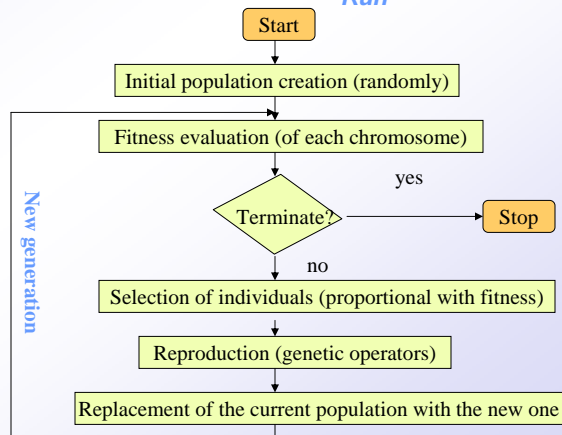 Run
Start
Initial population creation (randomly)
Fitness evaluation (of each chromosome)
yes
Terminate?
Stop
no
New generation
Selection of individuals (proportional with fitness)
Reproduction (genetic operators)
Replacement of the current population with the new one